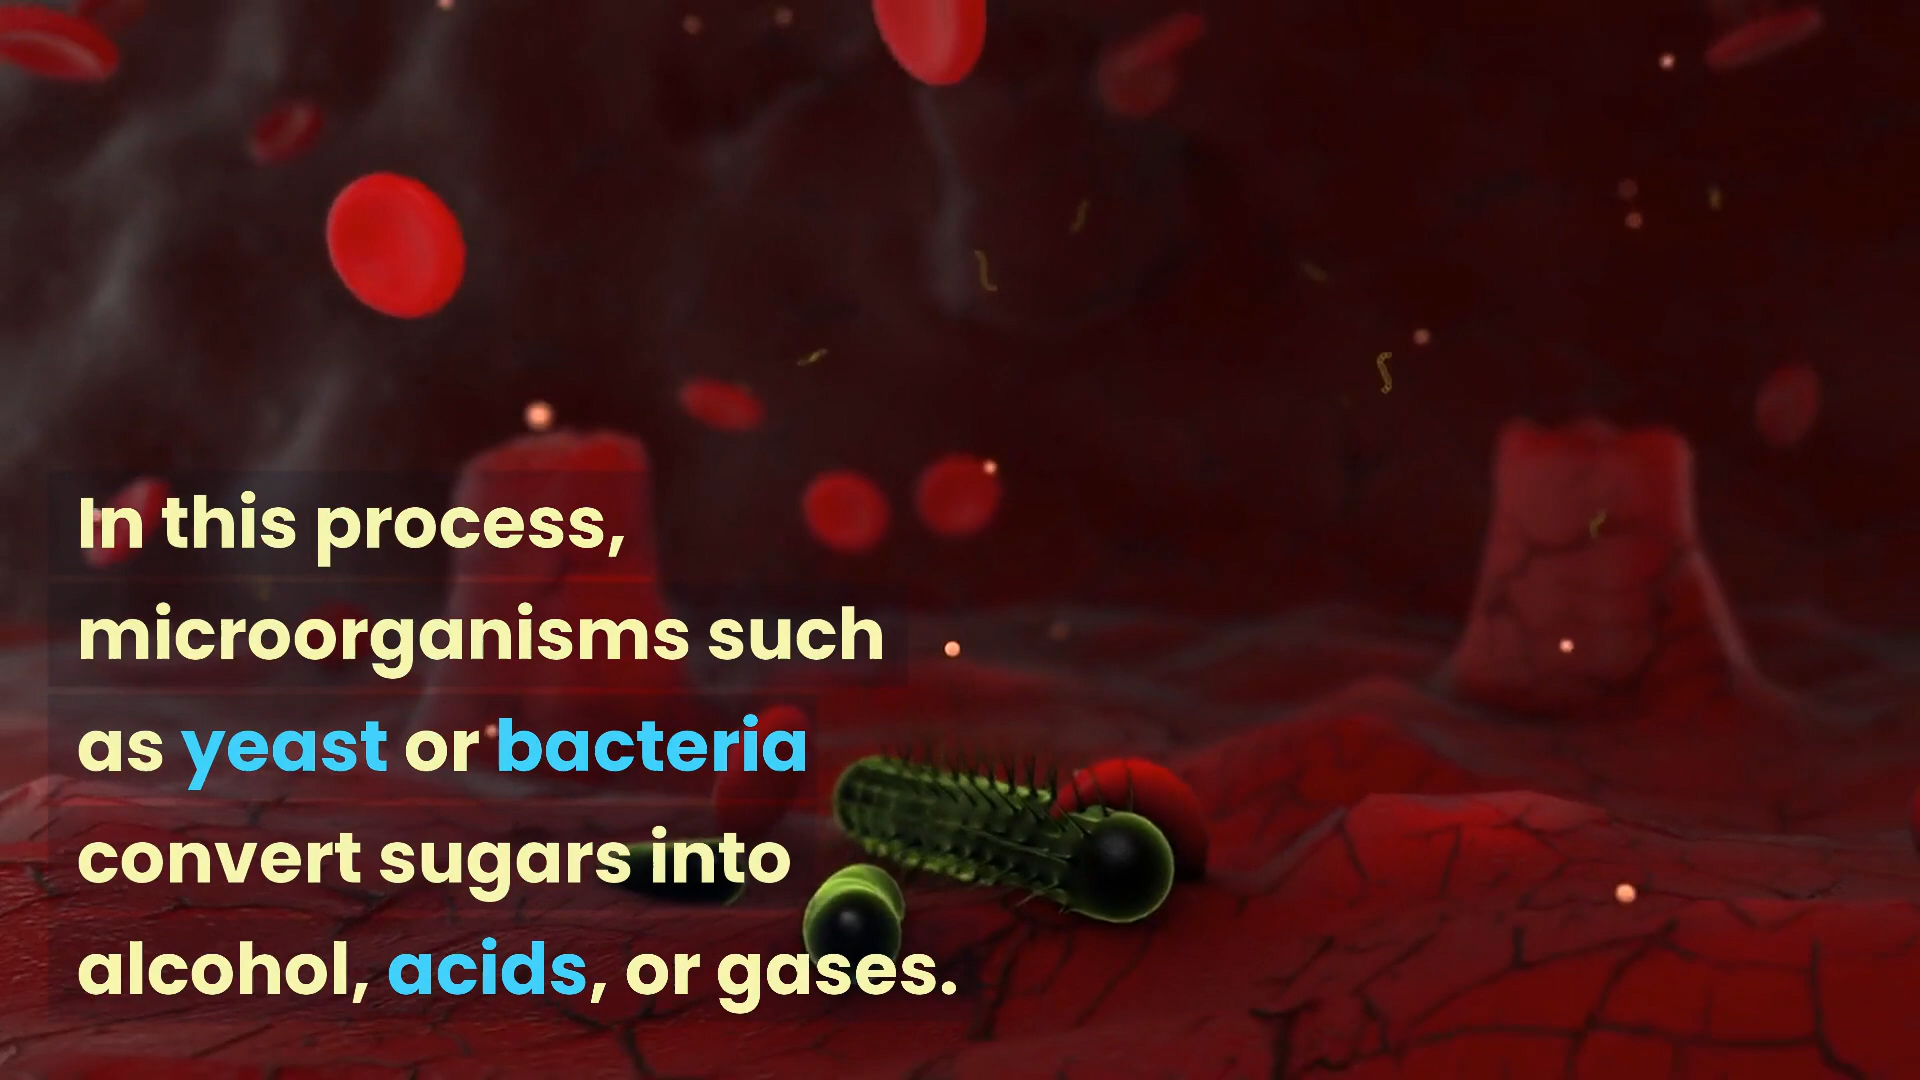 In this process,
microorganisms such
as yeast or bacteria
convert sugars into
alcohol, acids, or gases.